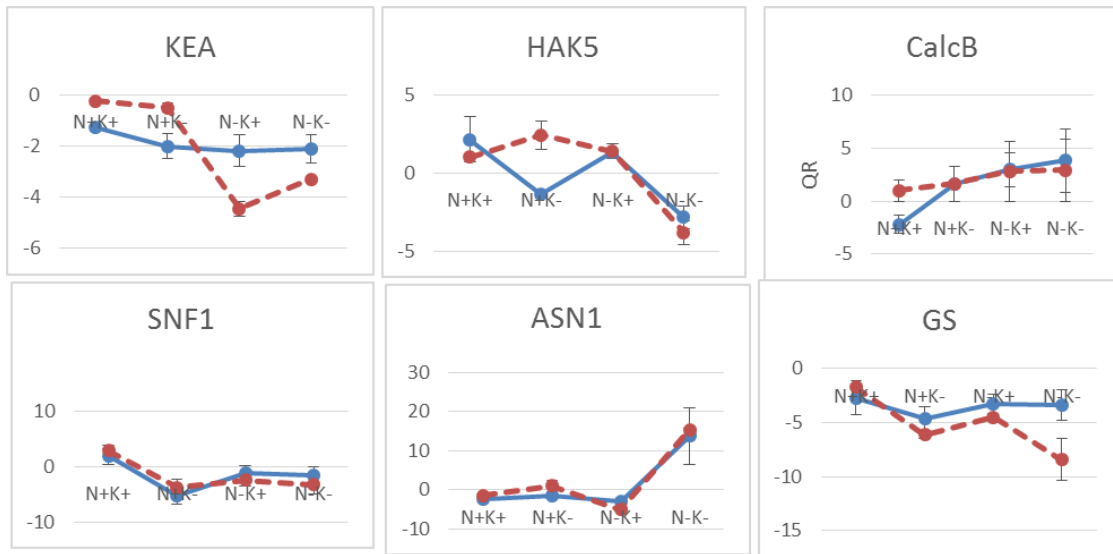 KEA
0
-2
-4
-6
N+K+ N+K- N-K+ N-K-
HAK5
5
0
-5
N+K+ N+K- N-K+ N-K-
CalcB
QR
10
5
0
-5
N+K+ N+K- N-K+ N-K-
SNF1
10
0
-10
N+K+ N+K- N-K+ N-K-
ASN1
30
20
10
0
-10
N+K+ N+K- N-K+ N-K-
GS
0
-5
-10
-15
N+K+ N+K- N-K+ N-K-